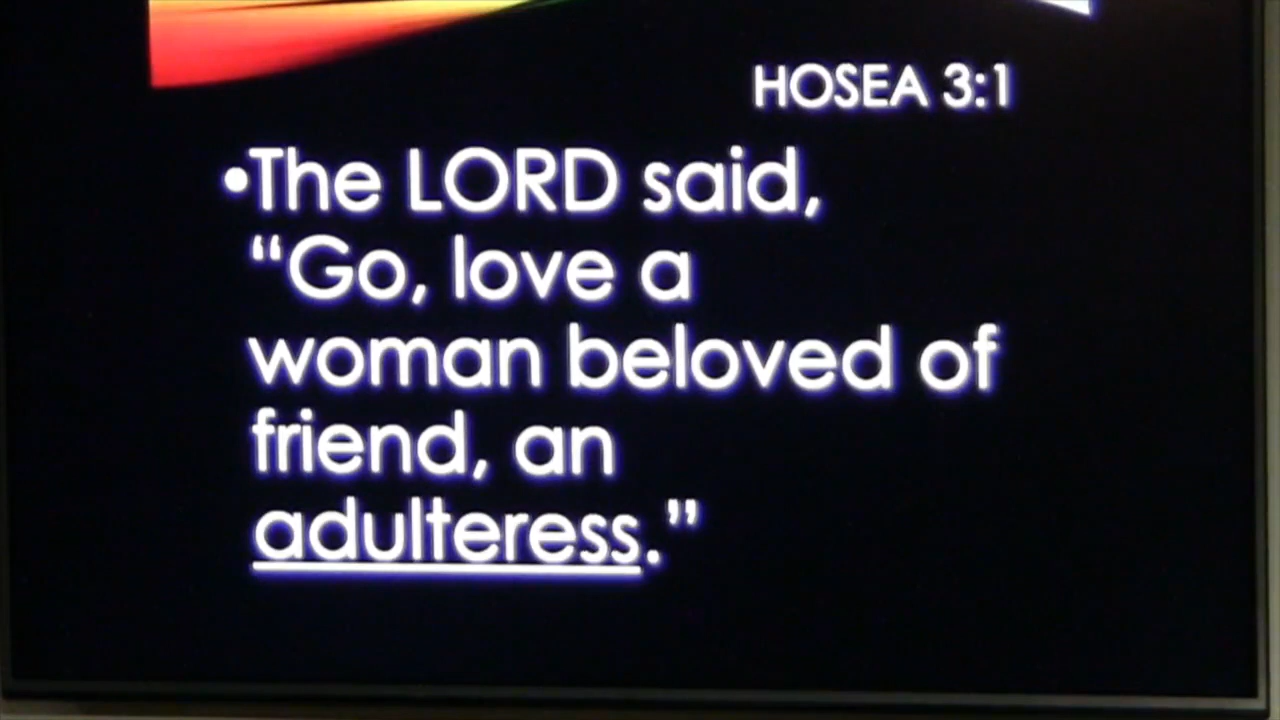 HOSEA 3:1
•The LORD said,
“Go, love a
woman beloved of
friend, an
adulteress.”